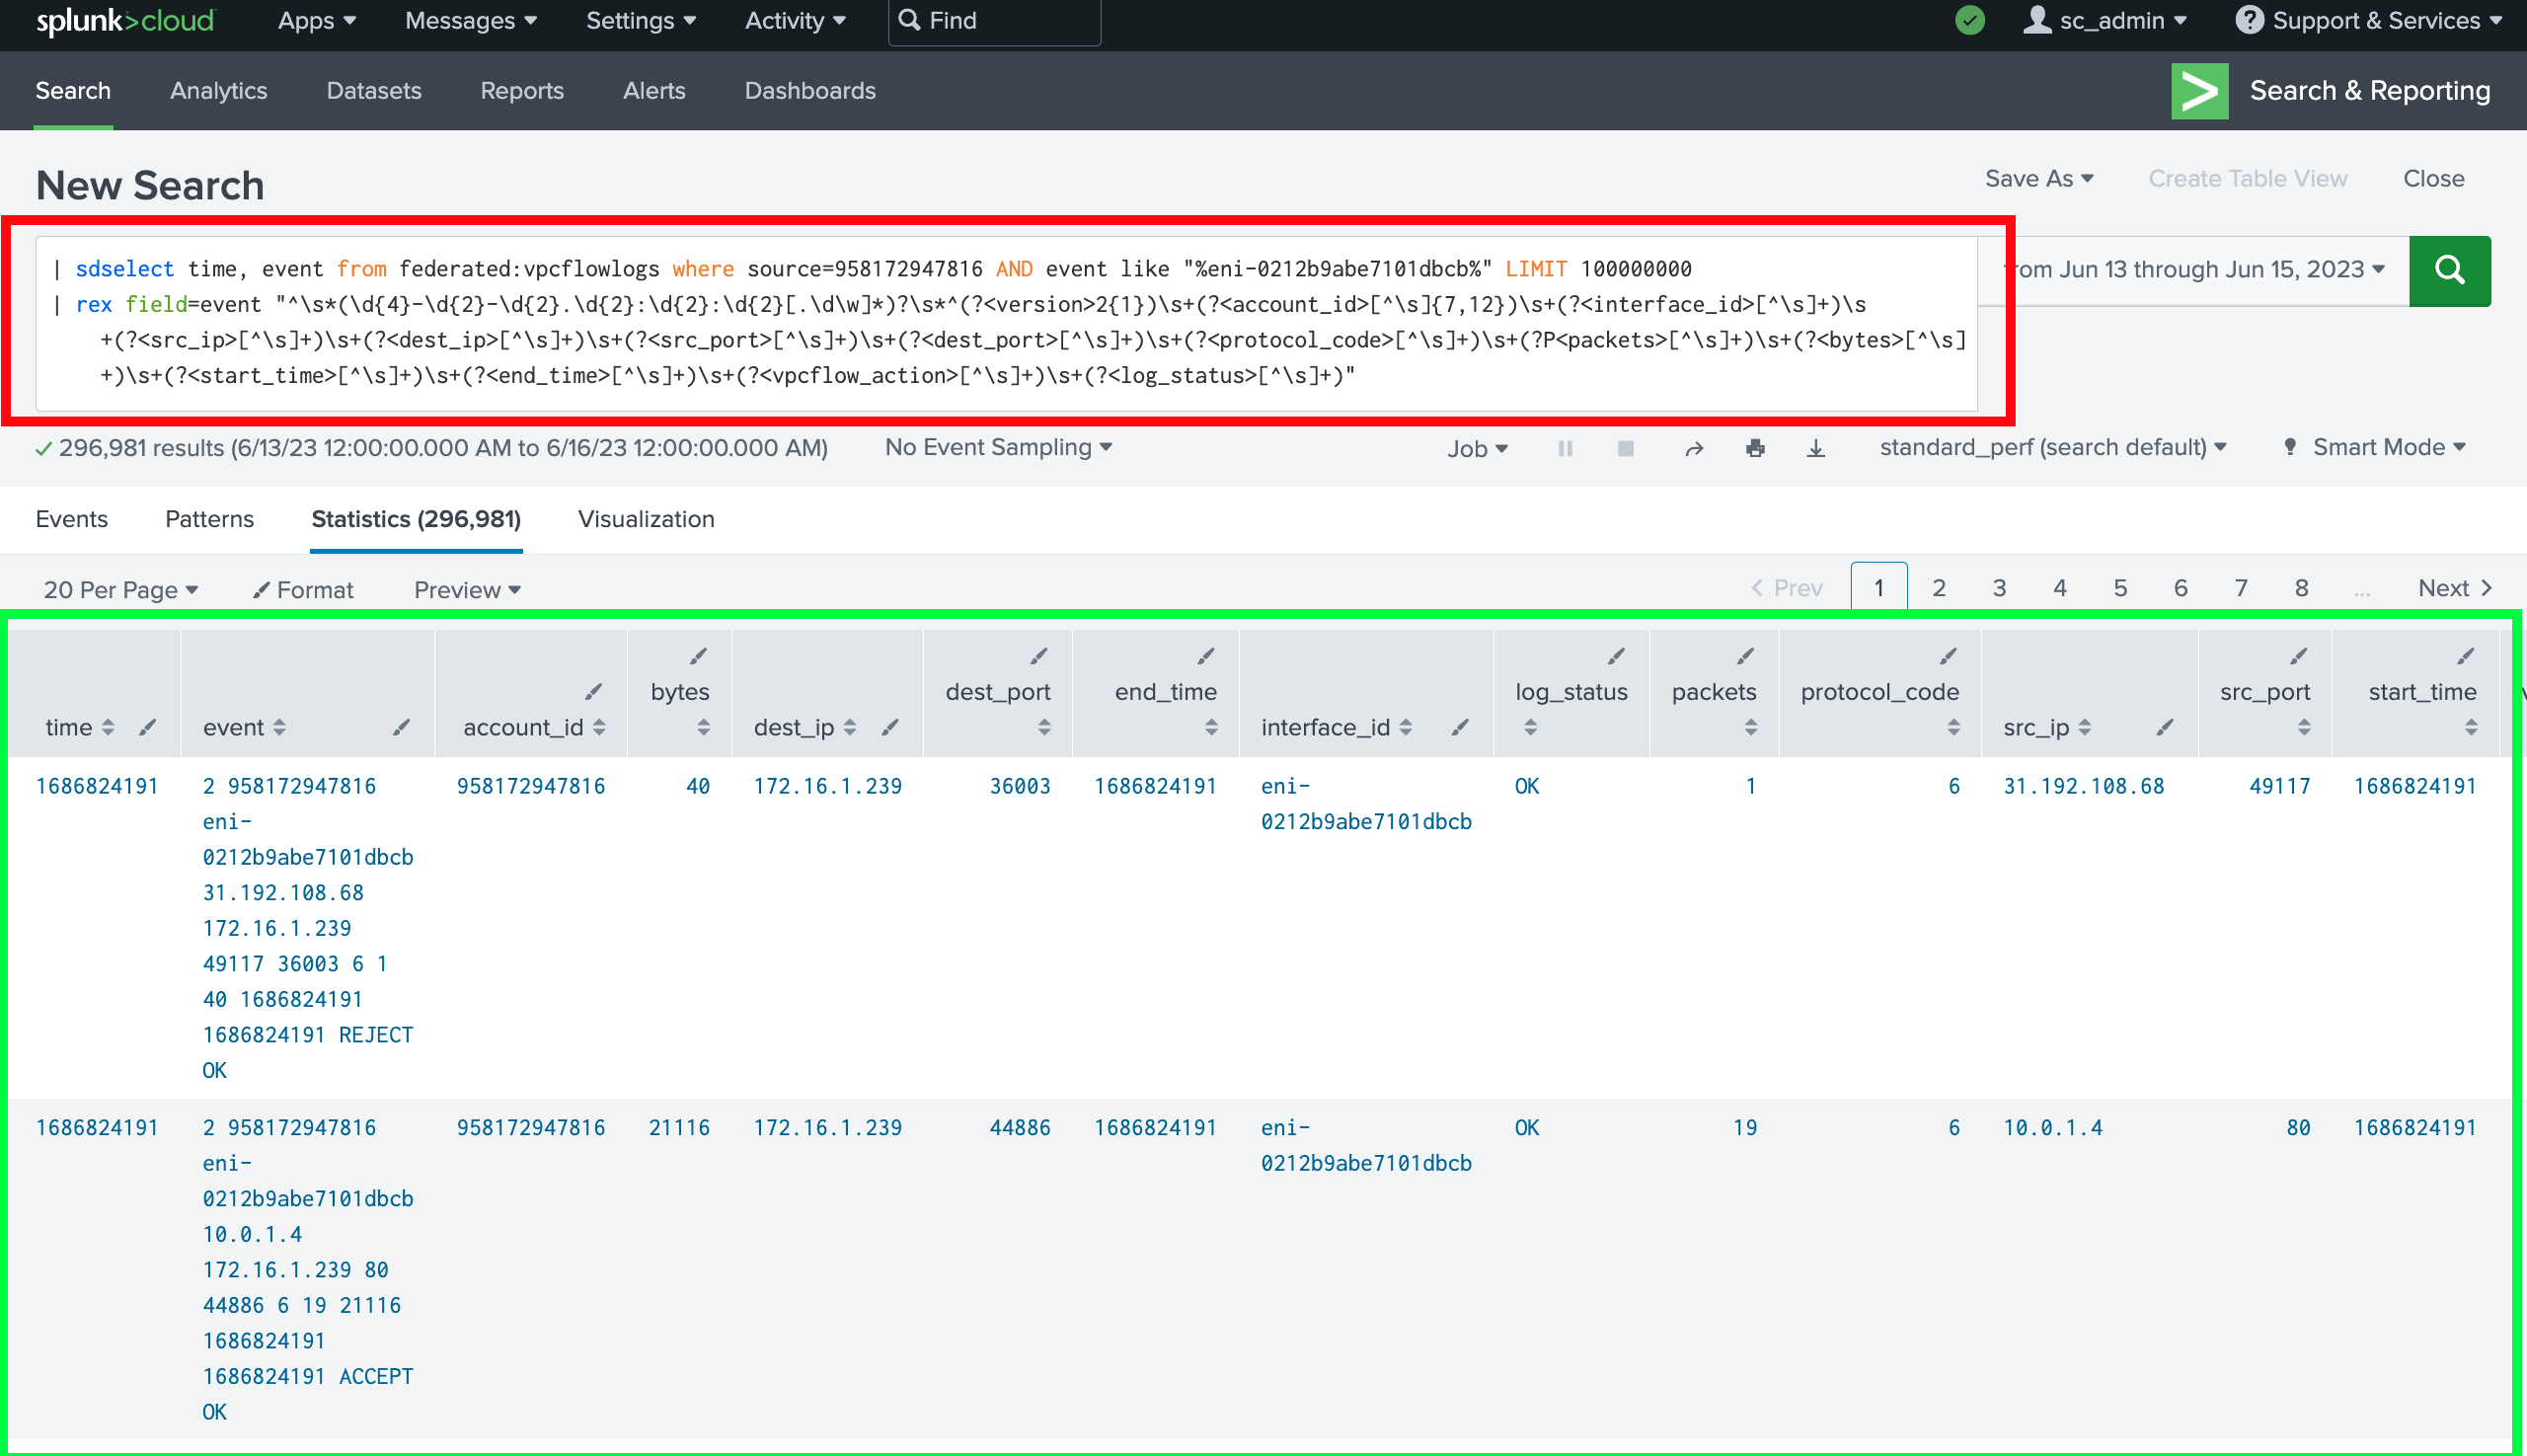 splunk>cloud Apps Messages Settings Activity Find sc_admin Support & Services
Search Analytics Datasets Reports Alerts Dashboards Search & Reporting
New Search Save As Create Table View Close
| sdselect time, event from federated:vpcflowlogs where source=958172947816 AND event like "%eni-0212b9abe7101dbcb%" LIMIT 100000000
| rex field=event "^\s*(\d{4}-\d{2}-\d{2}.\d{2}:\d{2}:\d{2}[.\d\w]*)?\s*^(?<version>2{1})\s+(?<account_id>[^\s]{7,12})\s+(?<interface_id>[^\s]+)\s
+(?<src_ip>[^\s]+)\s+(?<dest_ip>[^\s]+)\s+(?<src_port>[^\s]+)\s+(?<dest_port>[^\s]+)\s+(?<protocol_code>[^\s]+)\s+(?P<packets>[^\s]+)\s+(?<bytes>[^\s]
+)\s+(?<start_time>[^\s]+)\s+(?<end_time>[^\s]+)\s+(?<vpcflow_action>[^\s]+)\s+(?<log_status>[^\s]+)"
rom Jun 13 through Jun 15, 2023
296,981 results (6/13/23 12:00:00.000 AM to 6/16/23 12:00:00.000 AM) No Event Sampling Job standard_perf (search default) Smart Mode
Events Patterns Statistics (296,981) Visualization
20 Per Page Format Preview < Prev 1 2 3 4 5 6 7 8 ... Next >
time event account_id bytes dest_ip dest_port end_time interface_id log_status packets protocol_code src_ip src_port start_time
1686824191 2 958172947816 958172947816 40 172.16.1.239 36003 1686824191 eni- OK 1 6 31.192.108.68 49117 1686824191
eni- 0212b9abe7101dbcb
0212b9abe7101dbcb
31.192.108.68
172.16.1.239
49117 36003 6 1
40 1686824191
1686824191 REJECT
OK
1686824191 2 958172947816 958172947816 21116 172.16.1.239 44886 1686824191 eni- OK 19 6 10.0.1.4 80 1686824191
eni- 0212b9abe7101dbcb
0212b9abe7101dbcb
10.0.1.4
172.16.1.239 80
44886 6 19 21116
1686824191
1686824191 ACCEPT
OK